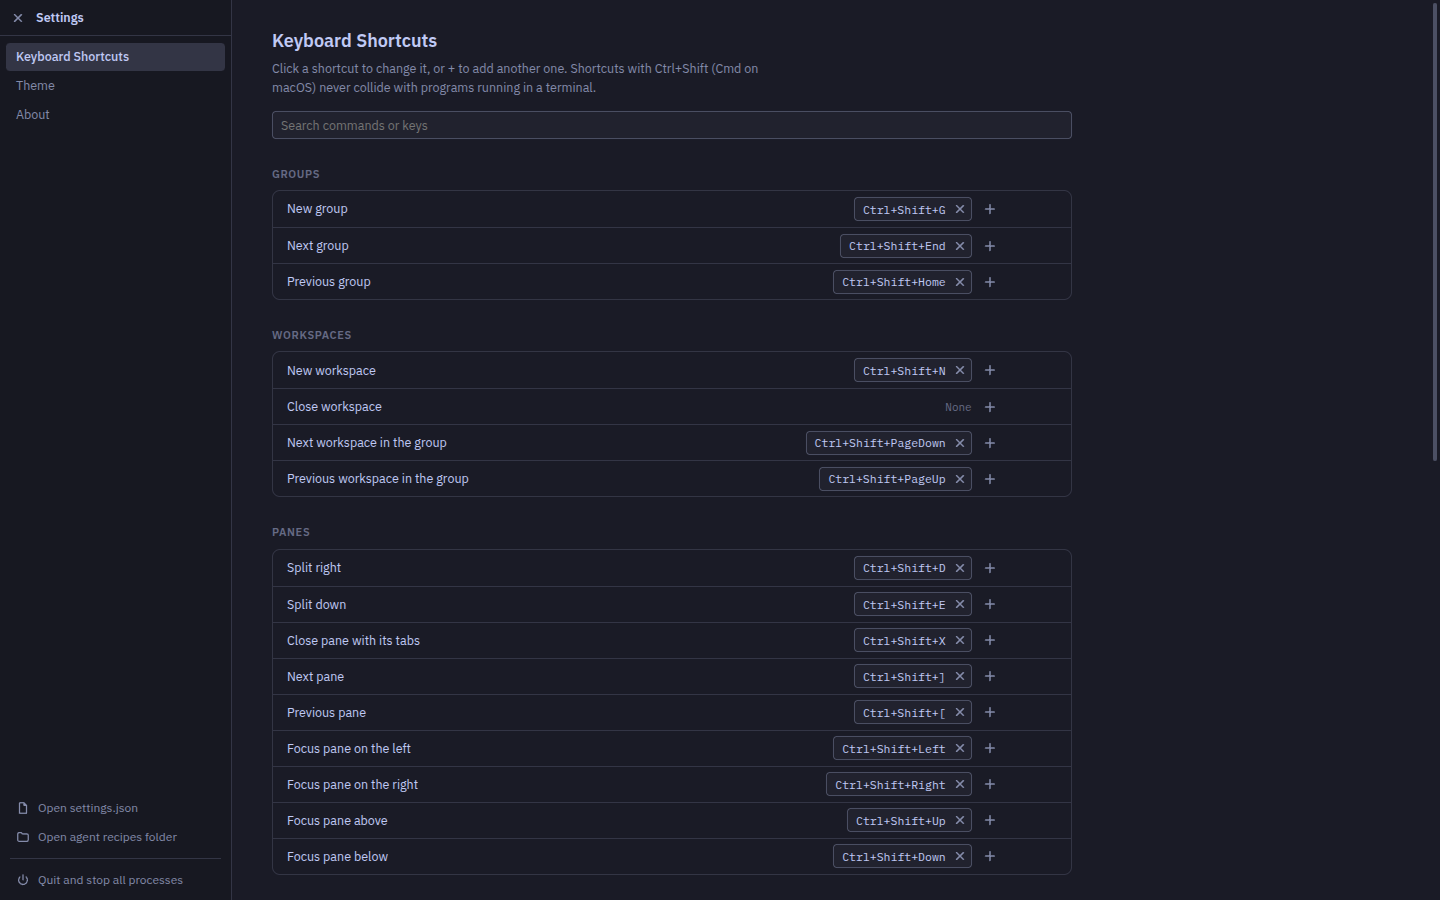 Settings
Keyboard Shortcuts
Theme
About
Open settings.json
Open agent recipes folder
Quit and stop all processes
Keyboard Shortcuts
Click a shortcut to change it, or + to add another one. Shortcuts with Ctrl+Shift (Cmd on
macOS) never collide with programs running in a terminal.
Search commands or keys
GROUPS
New group Ctrl+Shift+G
Next group Ctrl+Shift+End
Previous group Ctrl+Shift+Home
WORKSPACES
New workspace Ctrl+Shift+N
Close workspace None
Next workspace in the group Ctrl+Shift+PageDown
Previous workspace in the group Ctrl+Shift+PageUp
PANES
Split right Ctrl+Shift+D
Split down Ctrl+Shift+E
Close pane with its tabs Ctrl+Shift+X
Next pane Ctrl+Shift+]
Previous pane Ctrl+Shift+[
Focus pane on the left Ctrl+Shift+Left
Focus pane on the right Ctrl+Shift+Right
Focus pane above Ctrl+Shift+Up
Focus pane below Ctrl+Shift+Down